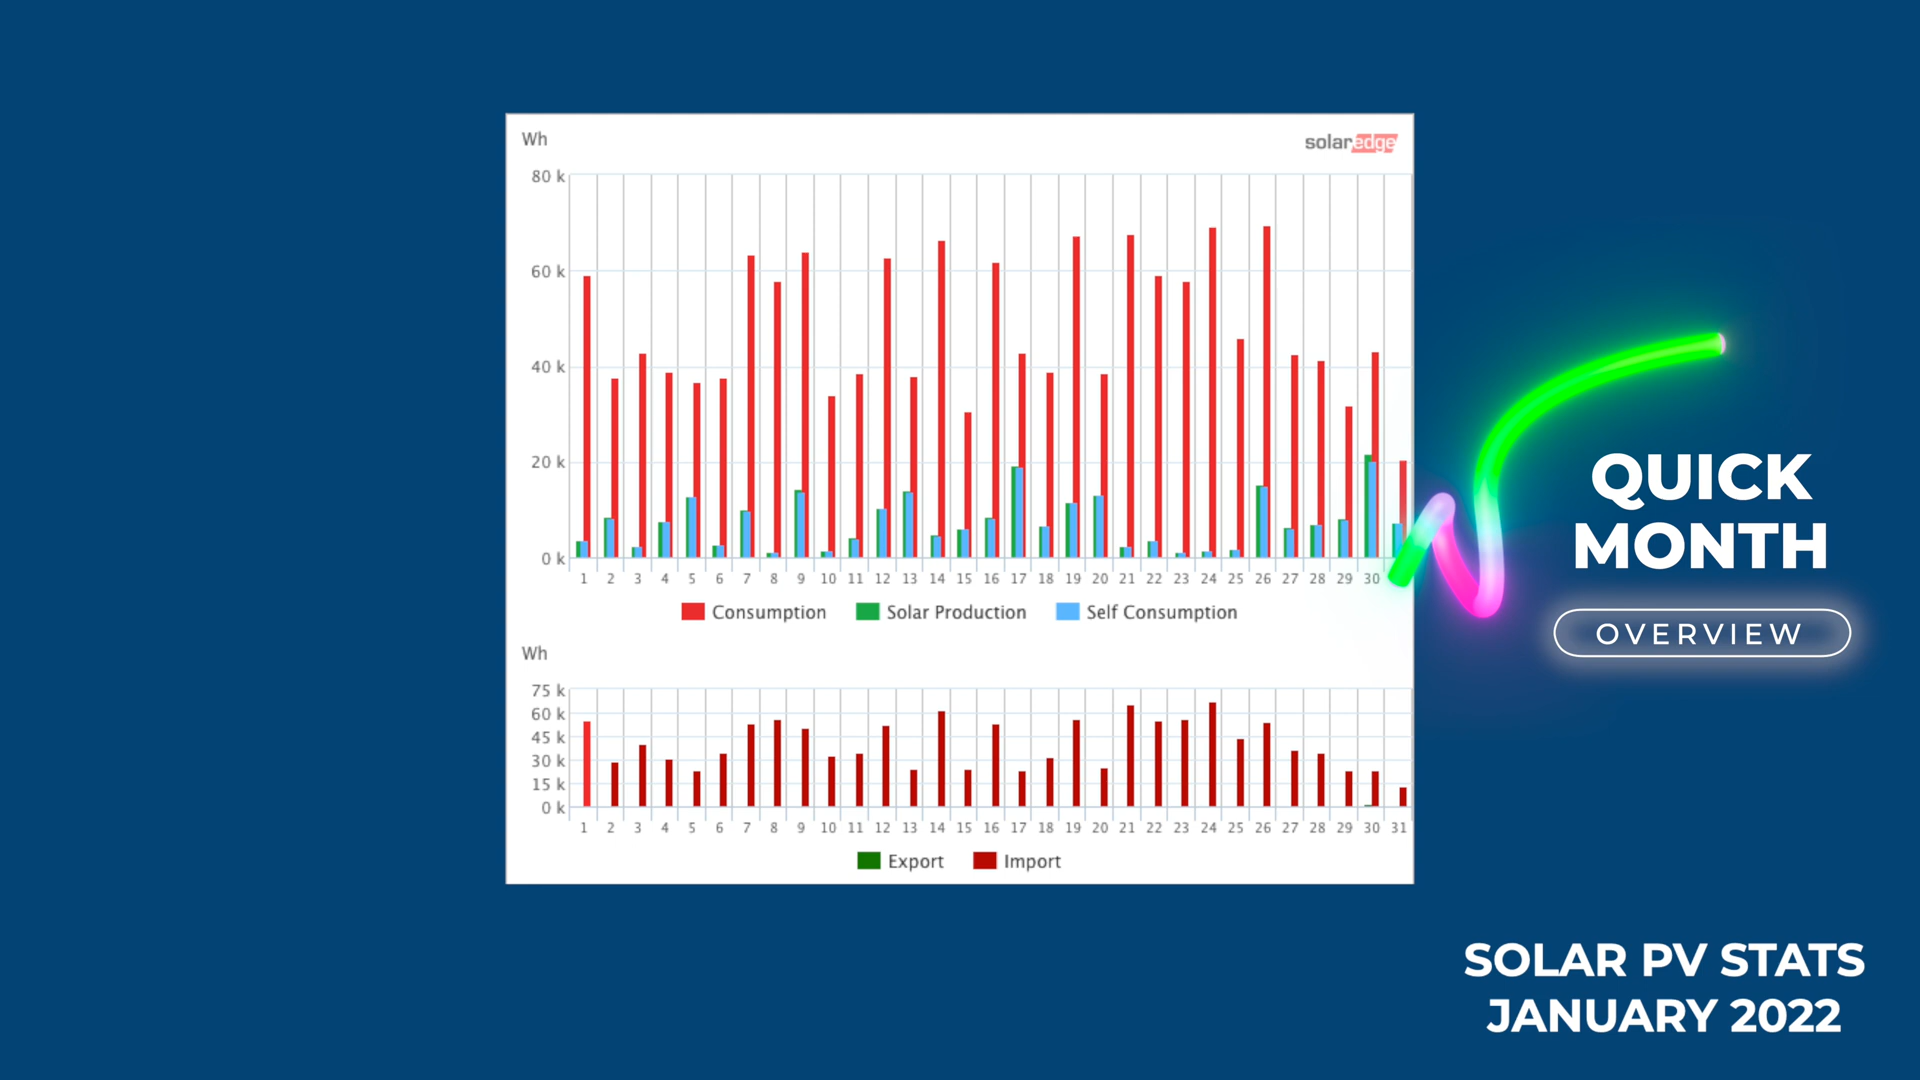 Wh
solaredge
80 k
60 k
40 k
20 k
0 k
1 2 3 4 5 6 7 8 9 10 11 12 13 14 15 16 17 18 19 20 21 22 23 24 25 26 27 28 29 30
Consumption Solar Production Self Consumption
Wh
75 k
60 k
45 k
30 k
15 k
0 k
1 2 3 4 5 6 7 8 9 10 11 12 13 14 15 16 17 18 19 20 21 22 23 24 25 26 27 28 29 30 31
Export Import
QUICK
MONTH
OVERVIEW
SOLAR PV STATS
JANUARY 2022